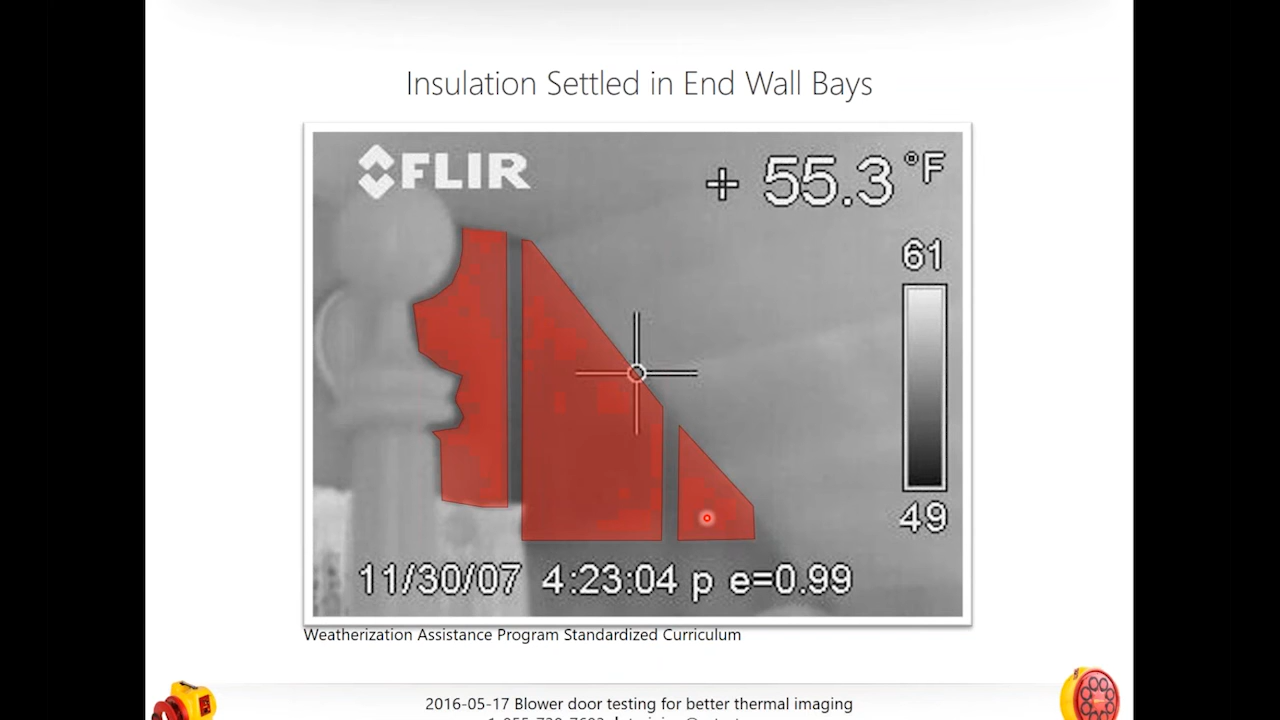 Insulation Settled in End Wall Bays
FLIR
+ 55.3 °F
61
49
11/30/07 4:23:04 p e=0.99
Weatherization Assistance Program Standardized Curriculum
2016-05-17 Blower door testing for better thermal imaging